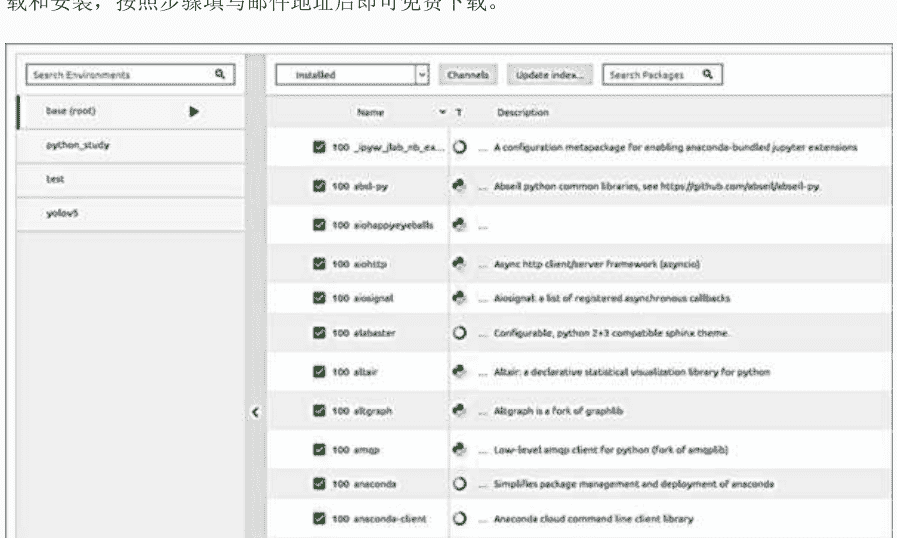 载和安装，按照步骤填写邮件地址后即可免费下载。
Search Environments
base (root)
python_study
test
yolov5
Installed
Channels
Update index...
Search Packages
Name T Description
100 _ipyw_jlab_nb_ex... ... A configuration metapackage for enabling anaconda-bundled jupyter extensions
100 absl-py ... Abseil python common libraries, see https://github.com/abseil/abseil-py.
100 aiohappyeyeballs ...
100 aiohttp ... Async http client/server framework (asyncio)
100 aiosignal ... Aiosignal: a list of registered asynchronous callbacks
100 alabaster ... Configurable, python 2+3 compatible sphinx theme.
100 altair ... Altair: a declarative statistical visualization library for python
100 altgraph ... Altgraph is a fork of graphlib
100 amqp ... Low-level amqp client for python (fork of amqplib)
100 anaconda ... Simplifies package management and deployment of anaconda
100 anaconda-client ... Anaconda cloud command line client library